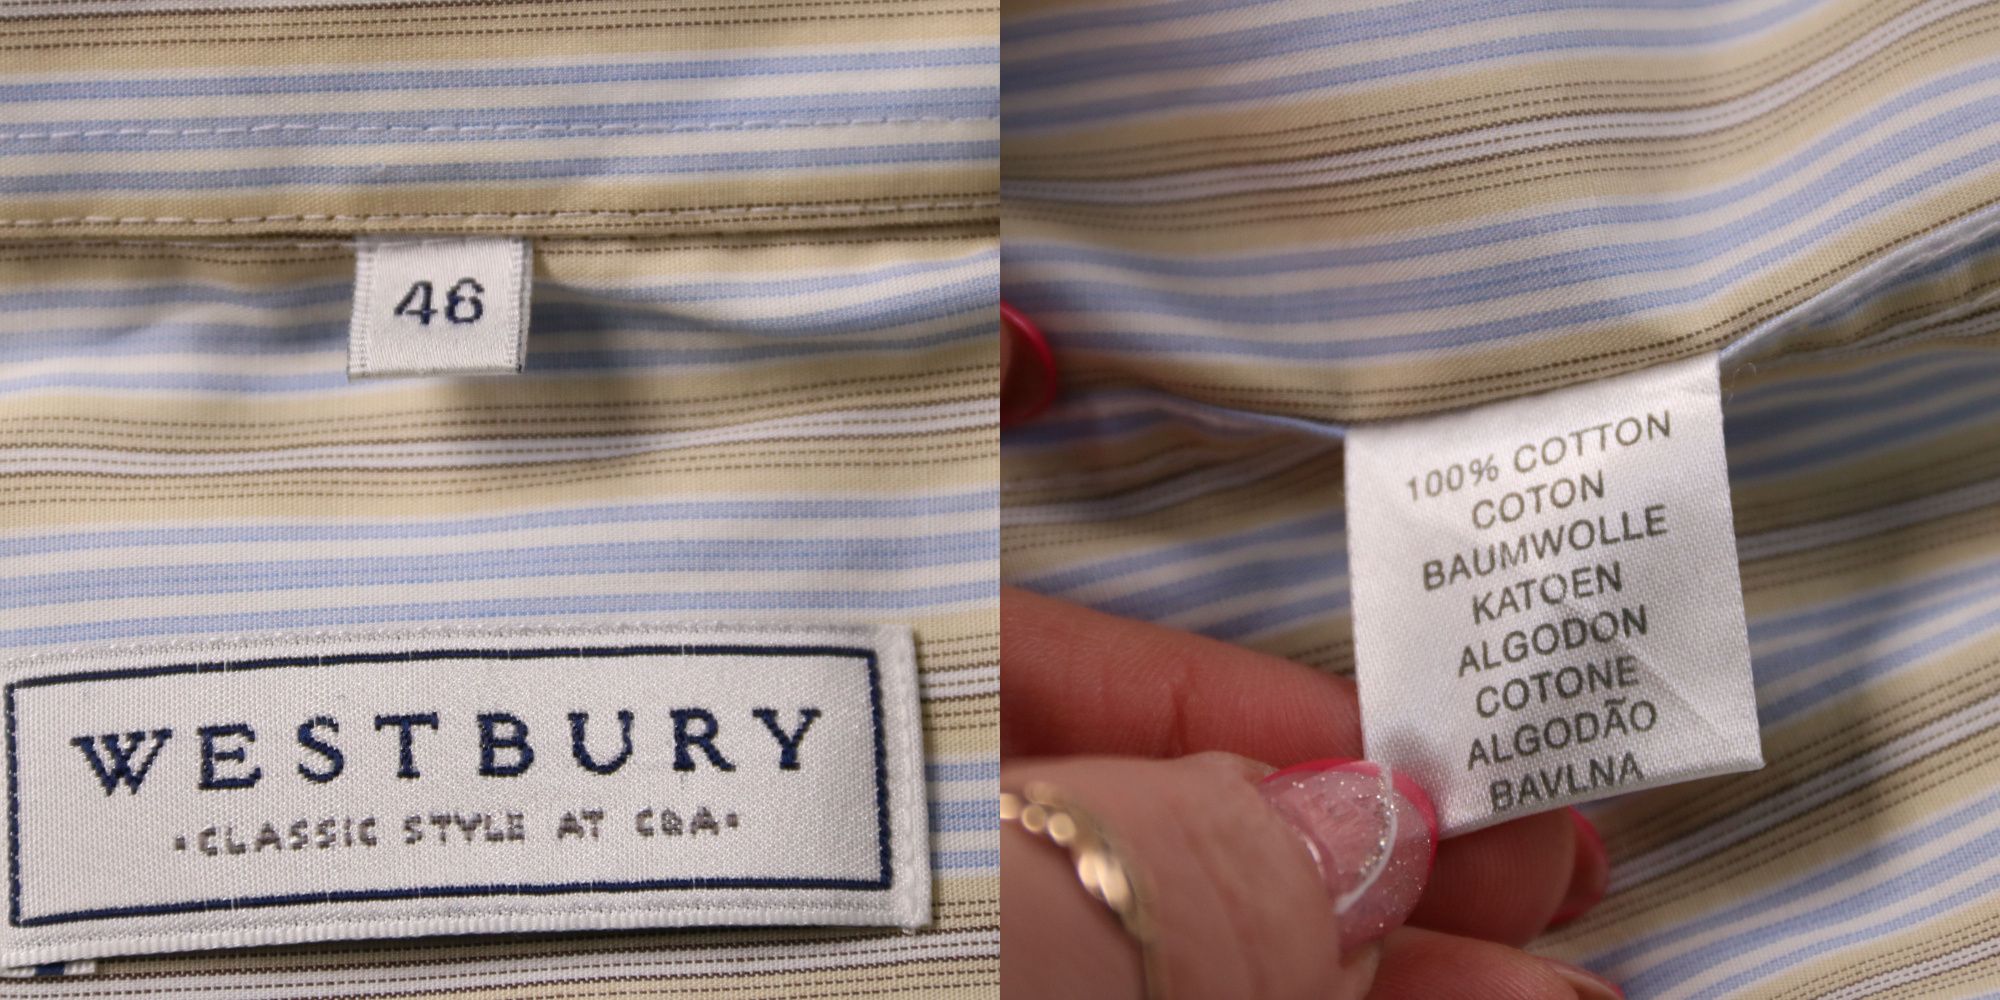 46
WESTBURY
•CLASSIC STYLE AT C&A•
100% COTTON
COTON
BAUMWOLLE
KATOEN
ALGODON
COTONE
ALGODÃO
BAVLNA